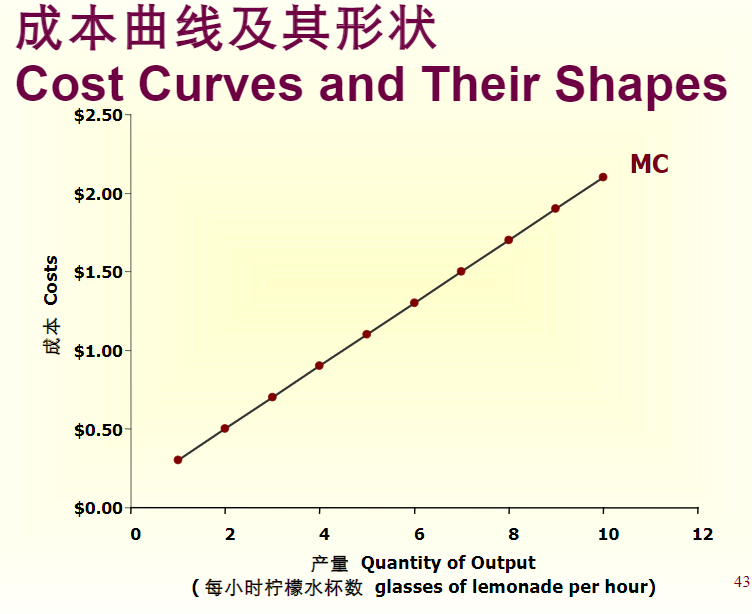 成本曲线及其形状
Cost Curves and Their Shapes
$2.50
MC
$2.00
$1.50
成本 Costs
$1.00
$0.50
$0.00
0 2 4 6 8 10 12
产量 Quantity of Output
( 每小时柠檬水杯数 glasses of lemonade per hour)
43